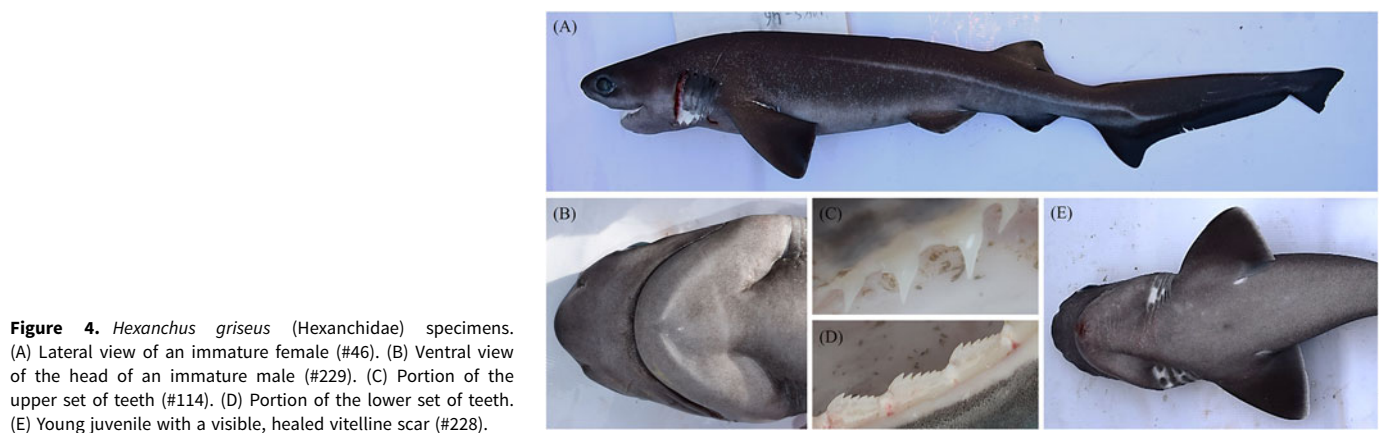 (A)
(B)
(C)
(E)
(D)
Figure 4. Hexanchus griseus (Hexanchidae) specimens.
(A) Lateral view of an immature female (#46). (B) Ventral view
of the head of an immature male (#229). (C) Portion of the
upper set of teeth (#114). (D) Portion of the lower set of teeth.
(E) Young juvenile with a visible, healed vitelline scar (#228).